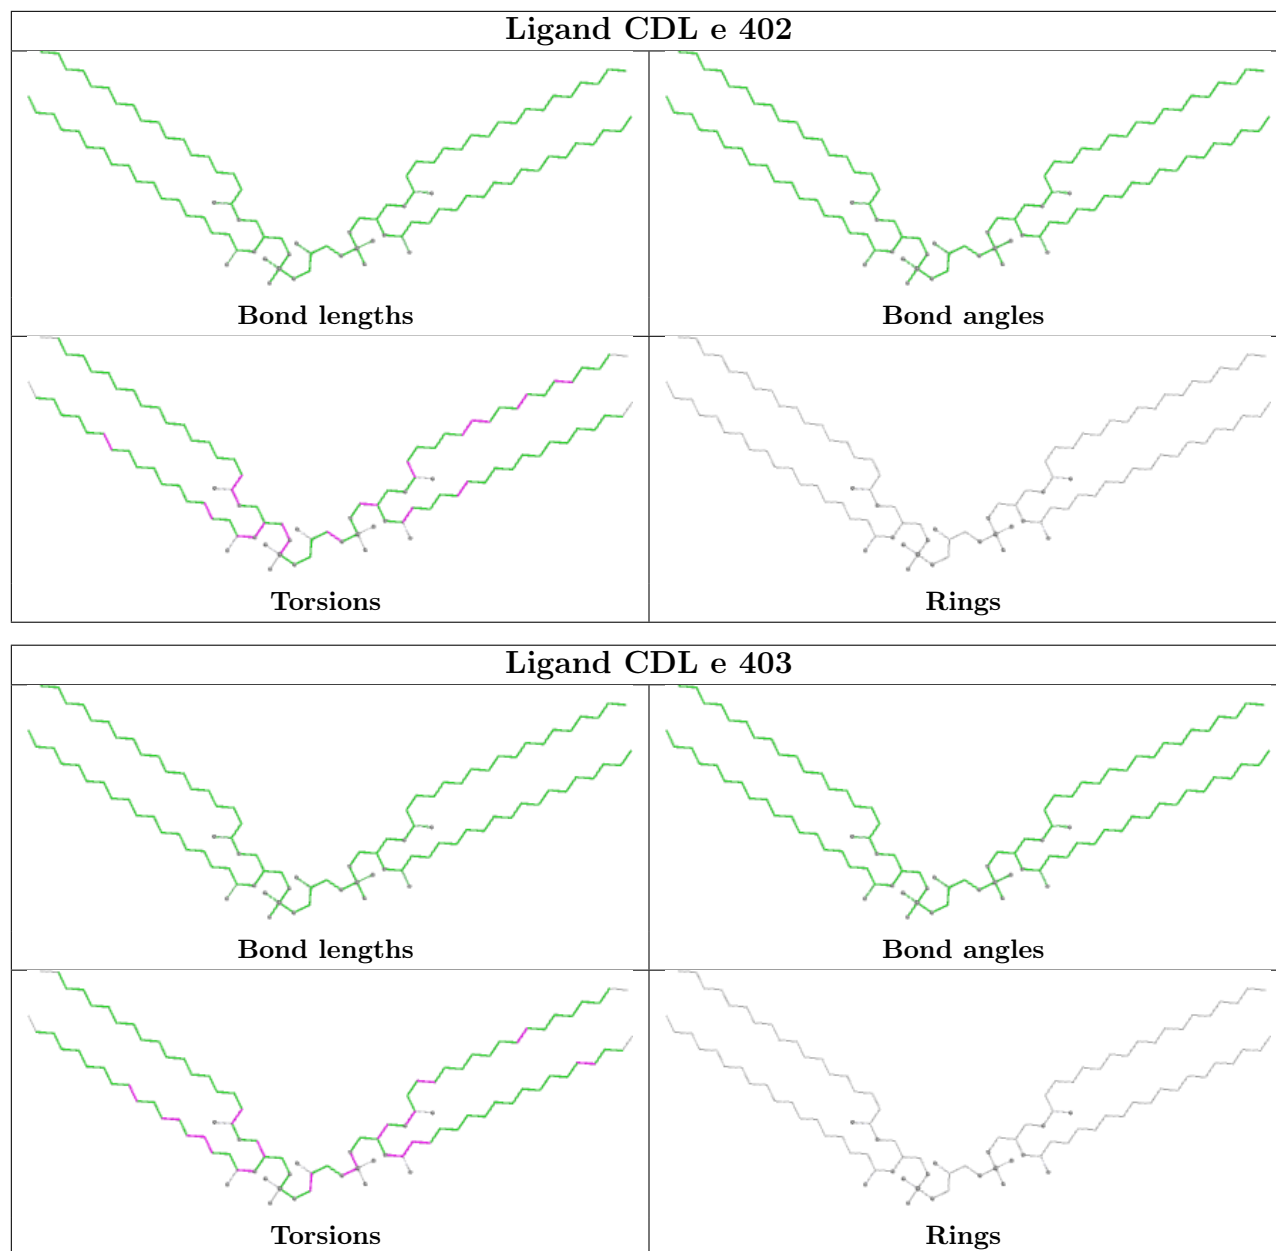 Ligand CDL e 402
Bond lengths
Bond angles
Torsions
Rings
Ligand CDL e 403
Bond lengths
Bond angles
Torsions
Rings